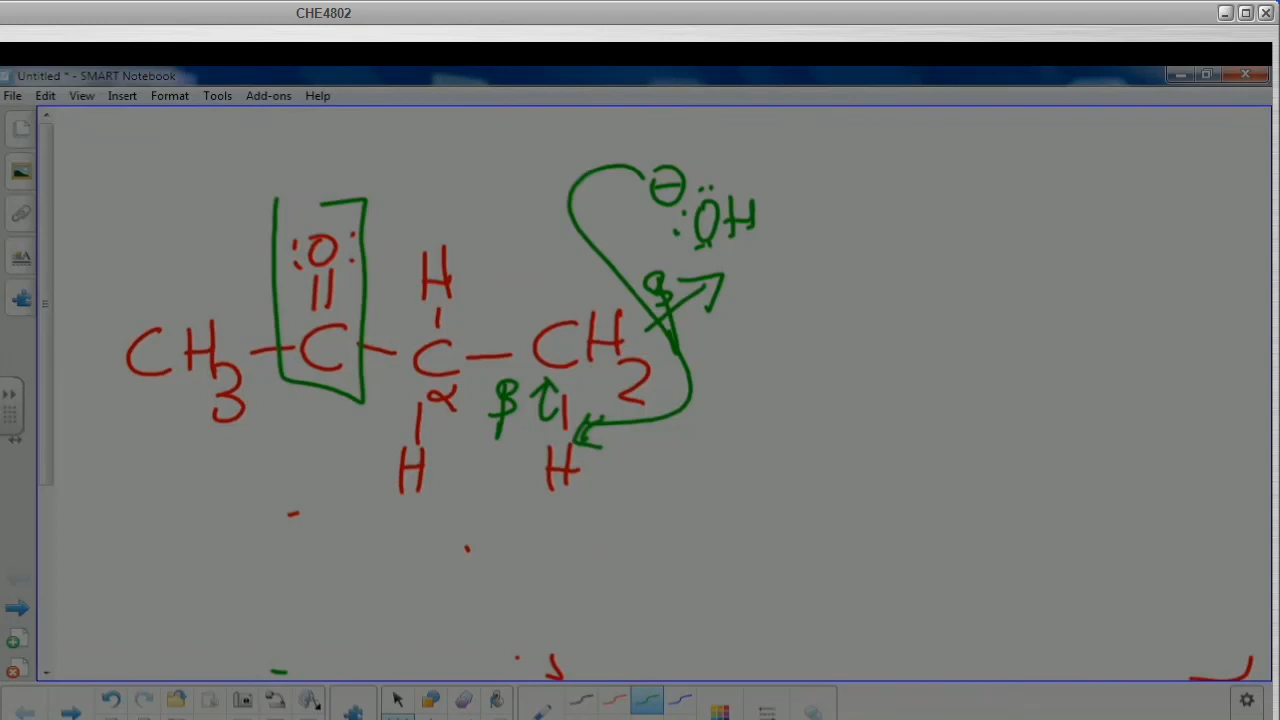 CHE4802
Untitled * - SMART Notebook
File Edit View Insert Format Tools Add-ons Help
⊖
:ÖH
:O:
H
CH3 - C - C - CH2
α
β
H
H